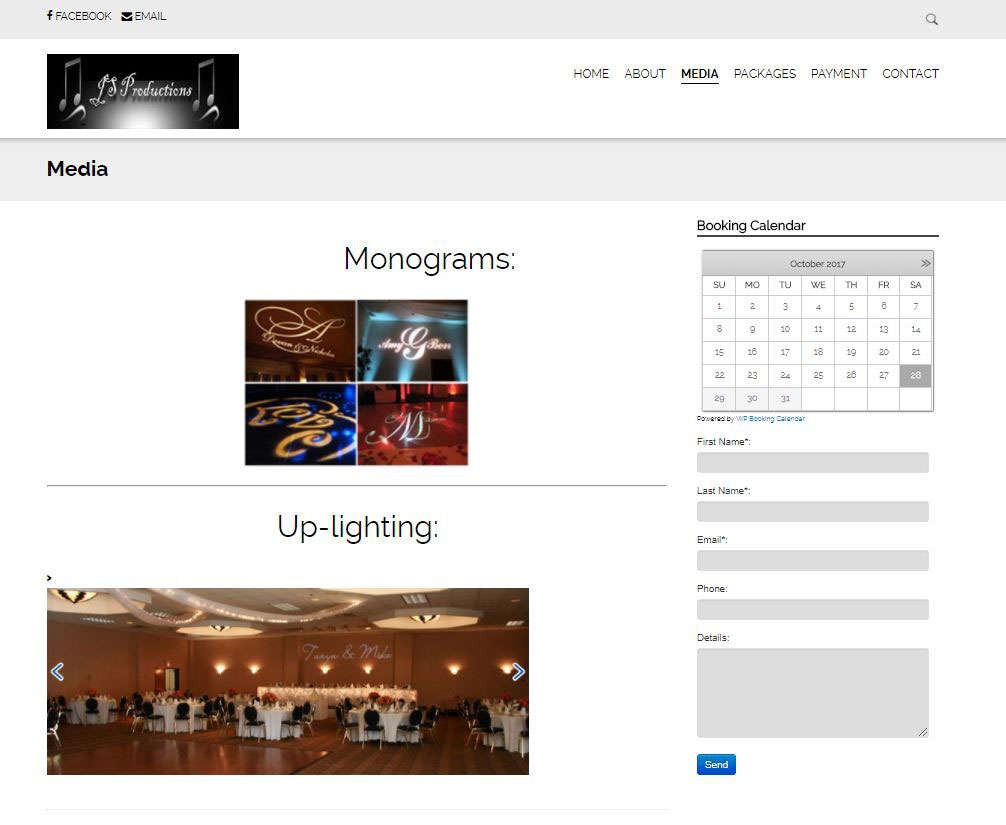 FACEBOOK EMAIL
JS Productions
HOME ABOUT MEDIA PACKAGES PAYMENT CONTACT
Media
Monograms:
A
Devan & Nicholas
Amy G Ben
M
Up-lighting:
›
Tanya & Mike
Booking Calendar
October 2017 »
SU MO TU WE TH FR SA
1 2 3 4 5 6 7
8 9 10 11 12 13 14
15 16 17 18 19 20 21
22 23 24 25 26 27 28
29 30 31
Powered by WP Booking Calendar
First Name*:
Last Name*:
Email*:
Phone:
Details:
Send